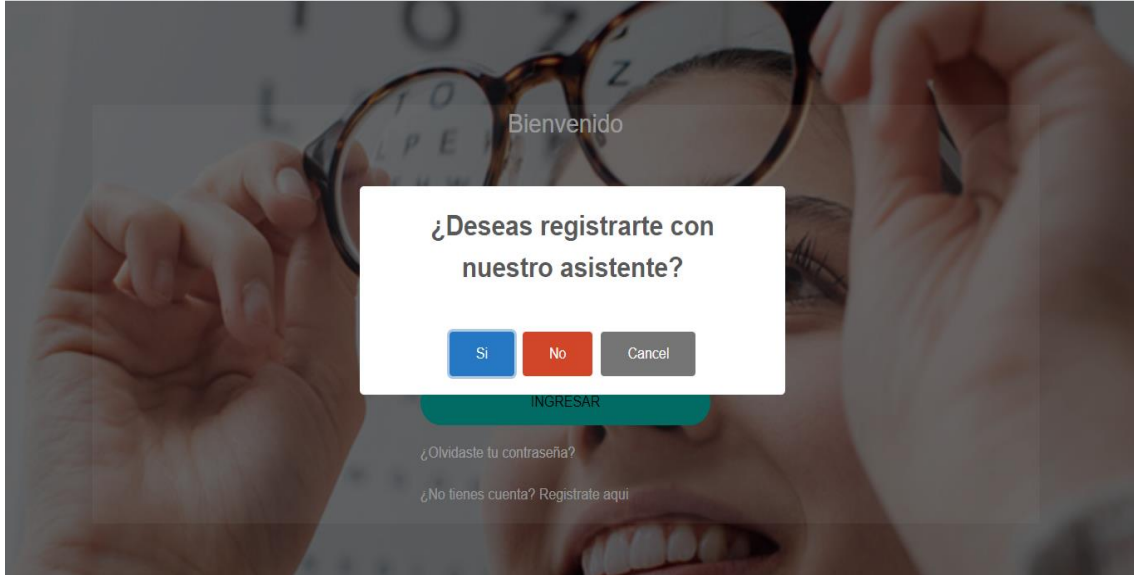 Bienvenido
¿Deseas registrarte con
nuestro asistente?
Si No Cancel
INGRESAR
¿Olvidaste tu contraseña?
¿No tienes cuenta? Registrate aqui